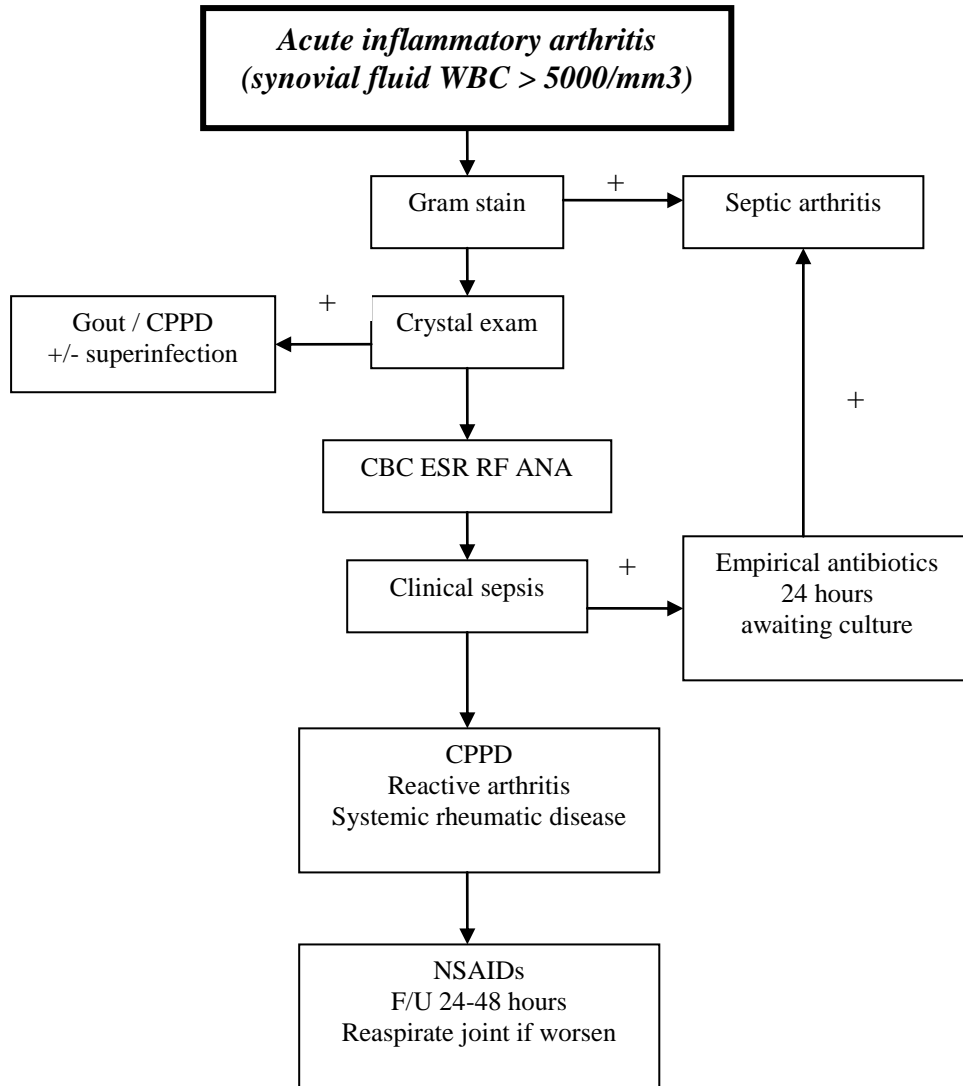 Acute inflammatory arthritis
(synovial fluid WBC > 5000/mm3)
+
Gram stain
Septic arthritis
+
Gout / CPPD
+/- superinfection
Crystal exam
+
CBC ESR RF ANA
+
Clinical sepsis
Empirical antibiotics
24 hours
awaiting culture
CPPD
Reactive arthritis
Systemic rheumatic disease
NSAIDs
F/U 24-48 hours
Reaspirate joint if worsen